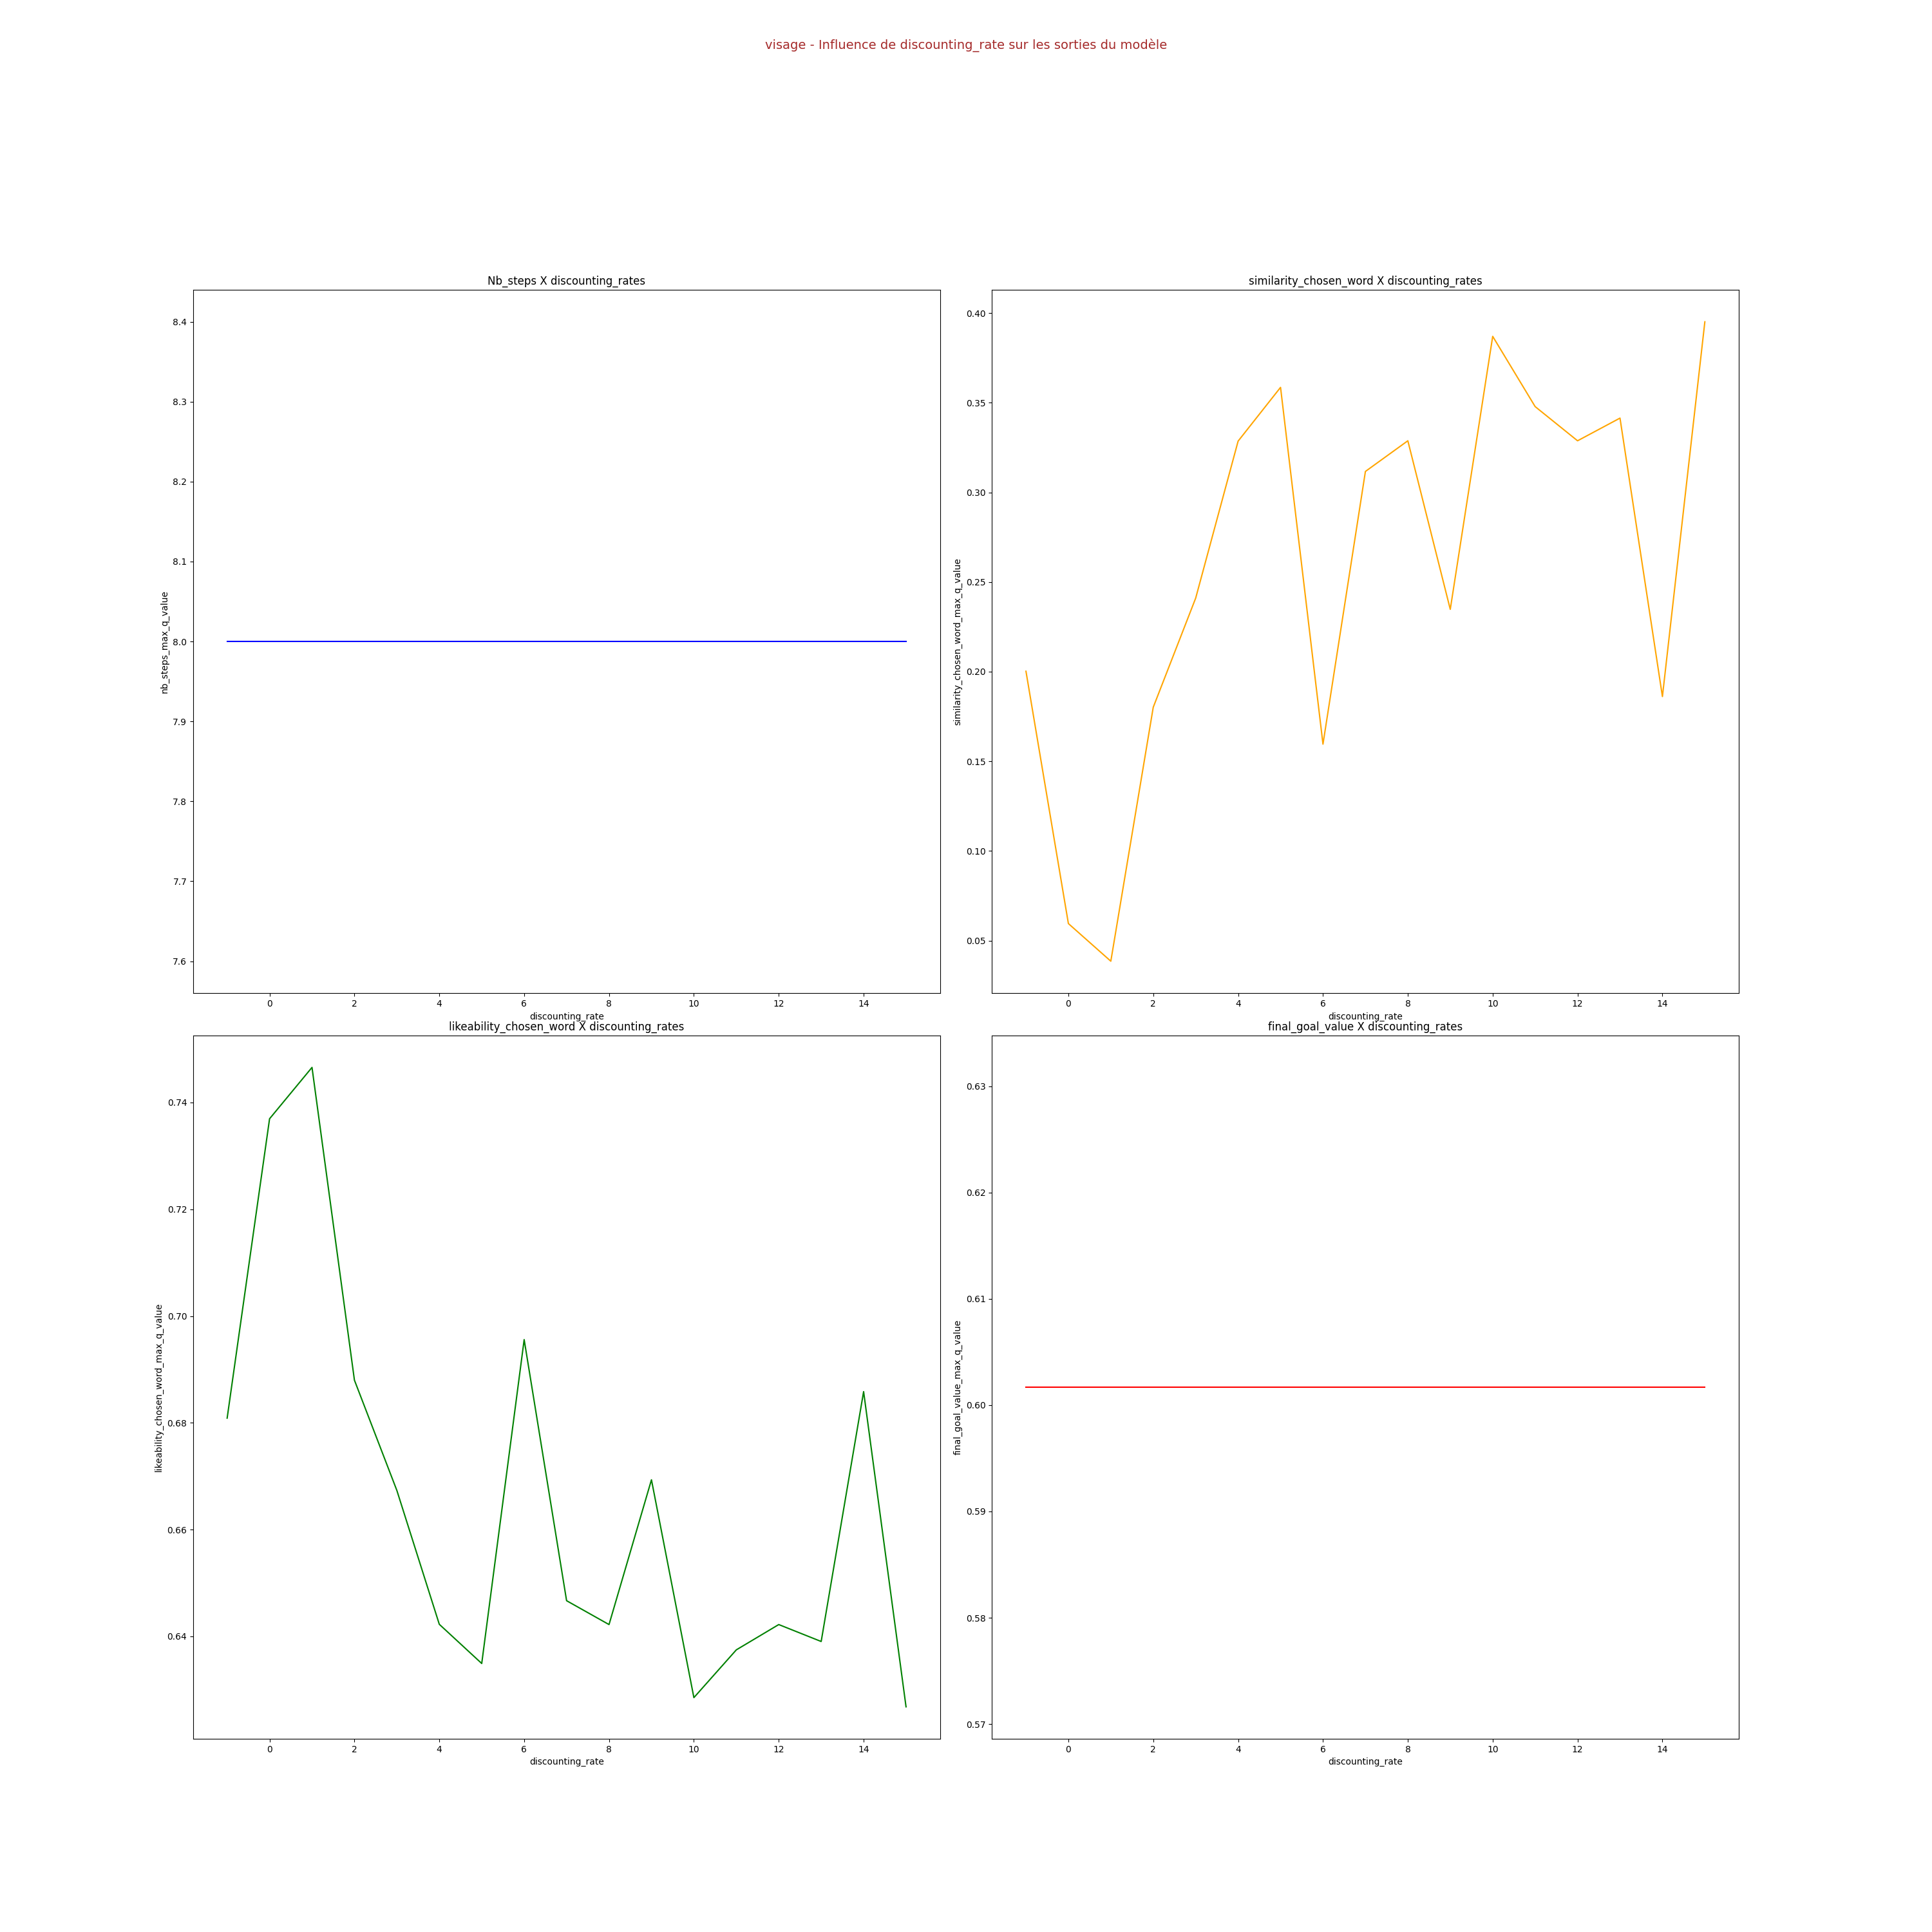 visage - Influence de discounting_rate sur les sorties du modèle
Nb_steps X discounting_rates
8.4
8.3
8.2
8.1
8.0
7.9
7.8
7.7
7.6
nb_steps_max_q_value
0 2 4 6 8 10 12 14
discounting_rate
similarity_chosen_word X discounting_rates
0.40
0.35
0.30
0.25
0.20
0.15
0.10
0.05
similarity_chosen_word_max_q_value
0 2 4 6 8 10 12 14
discounting_rate
likeability_chosen_word X discounting_rates
0.74
0.72
0.70
0.68
0.66
0.64
likeability_chosen_word_max_q_value
0 2 4 6 8 10 12 14
discounting_rate
final_goal_value X discounting_rates
0.63
0.62
0.61
0.60
0.59
0.58
0.57
final_goal_value_max_q_value
0 2 4 6 8 10 12 14
discounting_rate